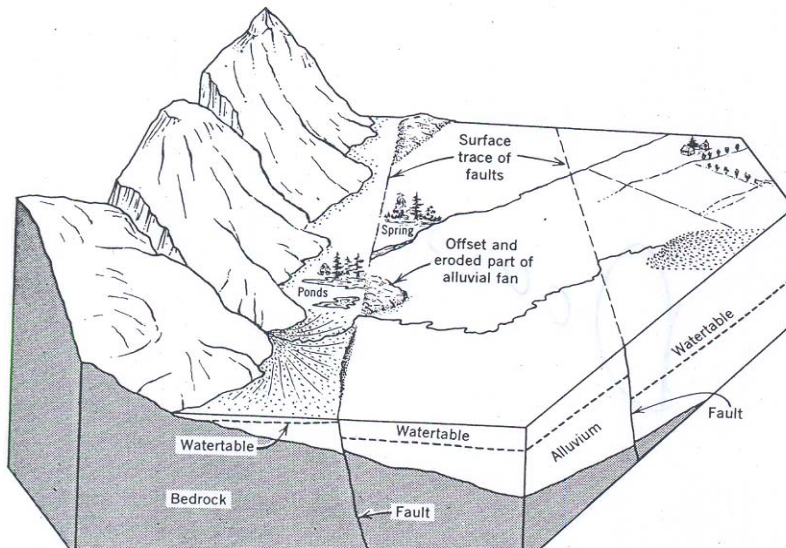 Surface
trace of
faults
Spring
Offset and
eroded part of
alluvial fan
Ponds
Watertable
Fault
Watertable
Watertable
Alluvium
Bedrock
Fault